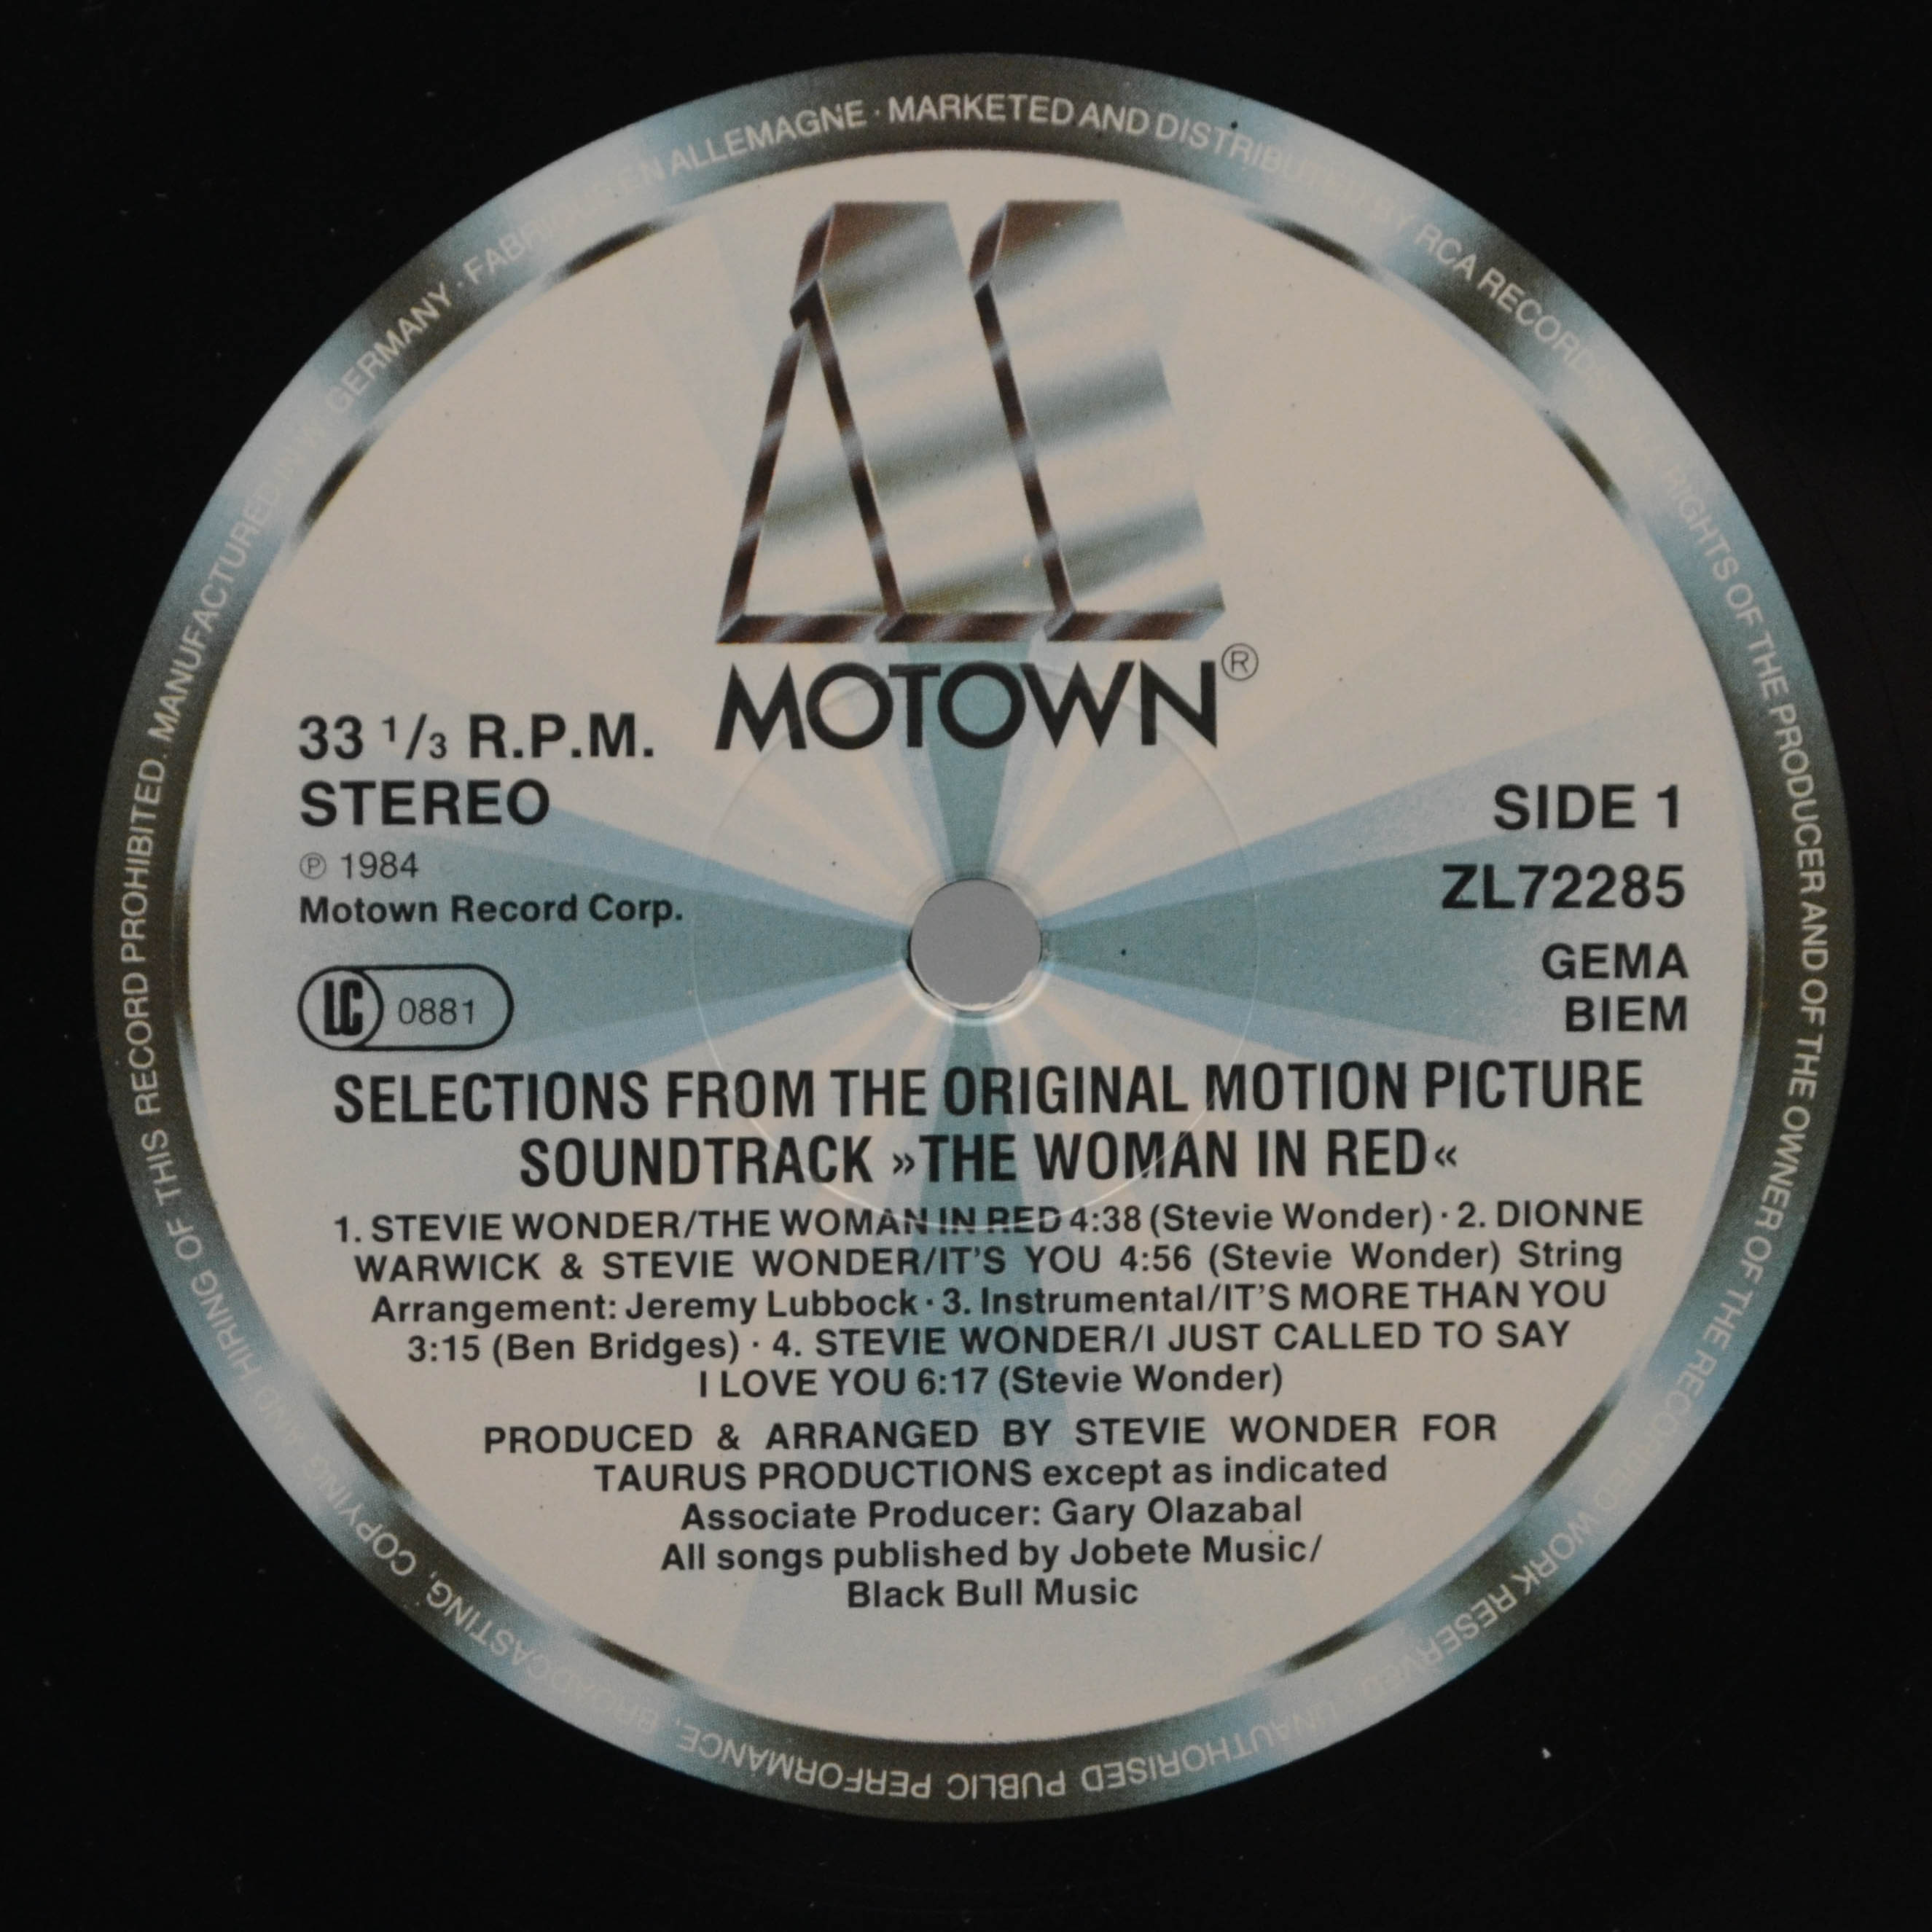 MANUFACTURED IN W. GERMANY · FABRIQUÉ EN ALLEMAGNE · MARKETED AND DISTRIBUTED BY RCA RECORDS · ALL RIGHTS OF THE PRODUCER AND OF THE OWNER OF THE RECORDED WORK RESERVED. UNAUTHORISED PUBLIC PERFORMANCE, BROADCASTING, COPYING AND HIRING OF THIS RECORD PROHIBITED.
MOTOWN®
33 1/3 R.P.M.
STEREO
℗ 1984
Motown Record Corp.
LC 0881
SIDE 1
ZL72285
GEMA
BIEM
SELECTIONS FROM THE ORIGINAL MOTION PICTURE
SOUNDTRACK »THE WOMAN IN RED«
1. STEVIE WONDER/THE WOMAN IN RED 4:38 (Stevie Wonder) · 2. DIONNE
WARWICK & STEVIE WONDER/IT'S YOU 4:56 (Stevie Wonder) String
Arrangement: Jeremy Lubbock · 3. Instrumental/IT'S MORE THAN YOU
3:15 (Ben Bridges) · 4. STEVIE WONDER/I JUST CALLED TO SAY
I LOVE YOU 6:17 (Stevie Wonder)
PRODUCED & ARRANGED BY STEVIE WONDER FOR
TAURUS PRODUCTIONS except as indicated
Associate Producer: Gary Olazabal
All songs published by Jobete Music/
Black Bull Music